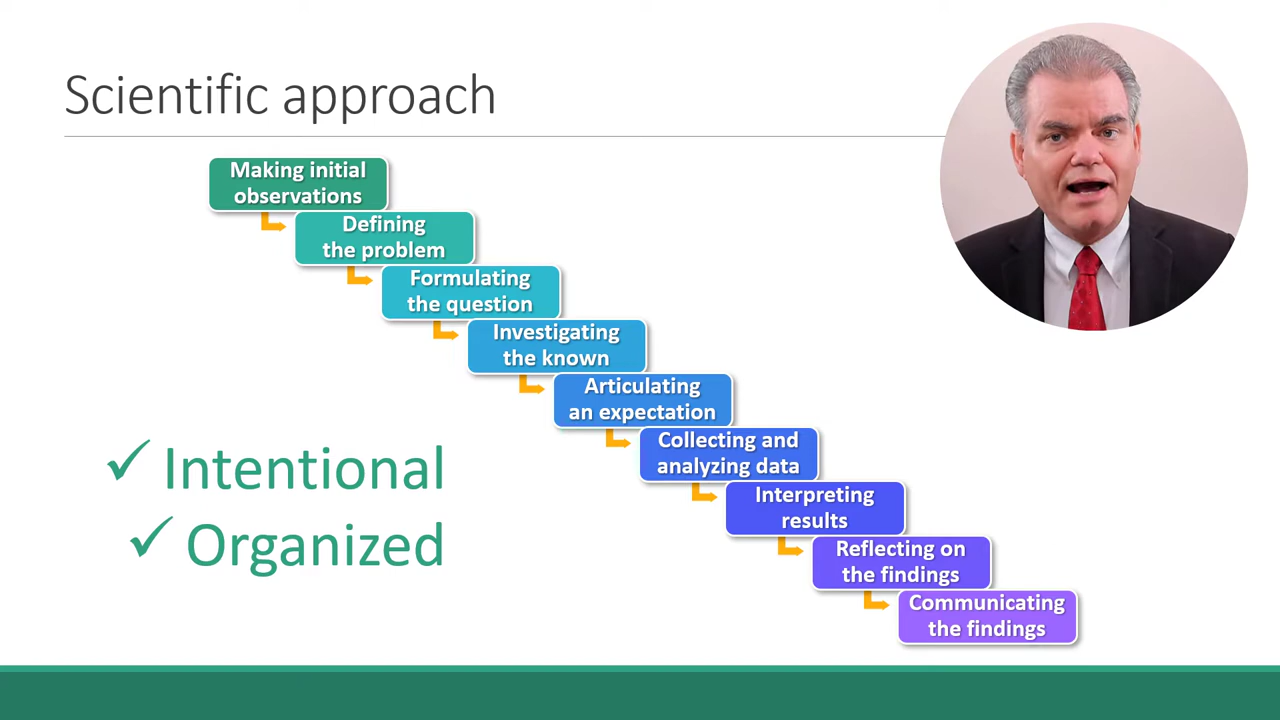 Scientific approach
Making initial
observations
Defining
the problem
Formulating
the question
Investigating
the known
Articulating
an expectation
Collecting and
analyzing data
Interpreting
results
Reflecting on
the findings
Communicating
the findings
✓ Intentional
✓ Organized